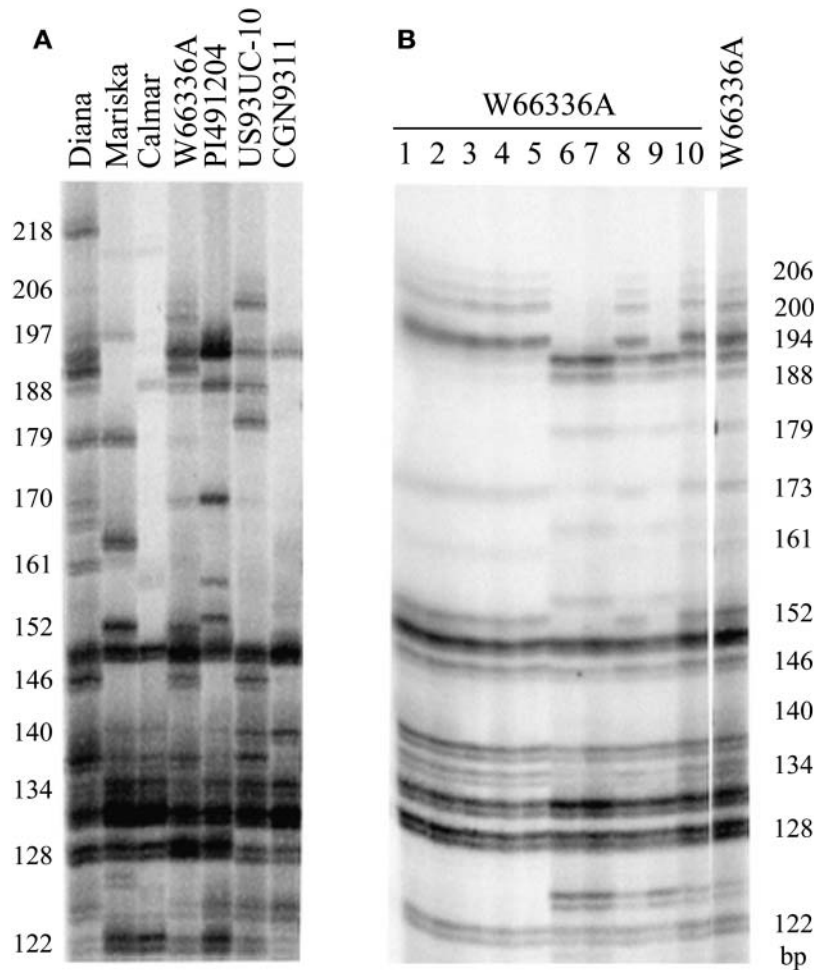 A
Diana
Mariska
Calmar
W66336A
PI491204
US93UC-10
CGN9311
218
206
197
188
179
170
161
152
146
140
134
128
122
B
W66336A
1 2 3 4 5 6 7 8 9 10
W66336A
206
200
194
188
179
173
161
152
146
140
134
128
122
bp